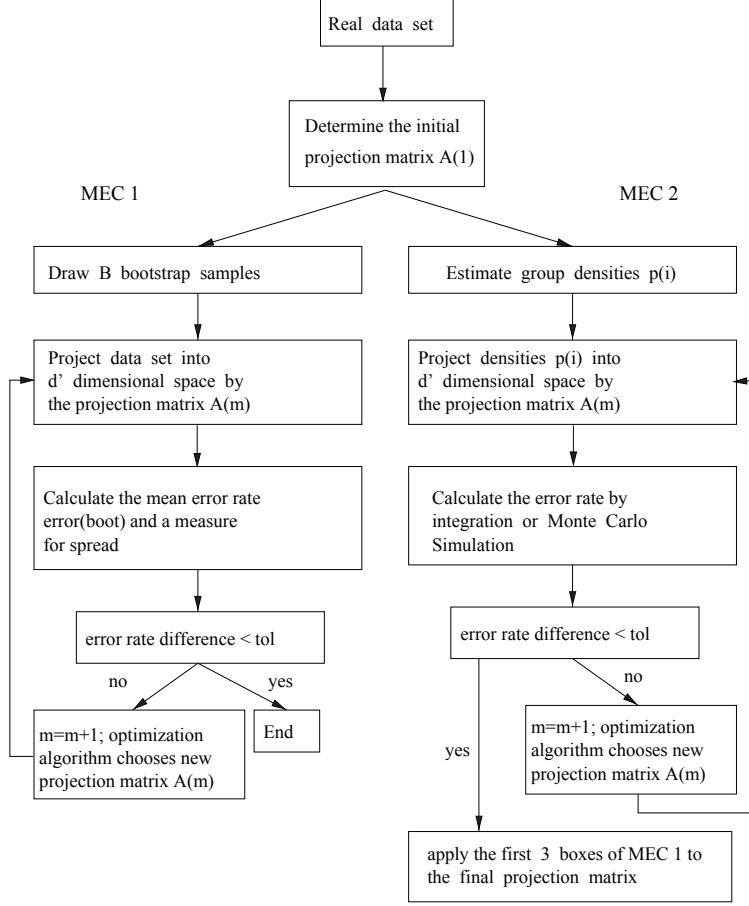 Real data set
Determine the initial
projection matrix A(1)
MEC 1
MEC 2
Draw B bootstrap samples
Estimate group densities p(i)
Project data set into
d' dimensional space by
the projection matrix A(m)
Project densities p(i) into
d' dimensional space by
the projection matrix A(m)
Calculate the mean error rate
error(boot) and a measure
for spread
Calculate the error rate by
integration or Monte Carlo
Simulation
error rate difference < tol
error rate difference < tol
no
yes
no
m=m+1; optimization
algorithm chooses new
projection matrix A(m)
End
yes
m=m+1; optimization
algorithm chooses new
projection matrix A(m)
apply the first 3 boxes of MEC 1 to
the final projection matrix